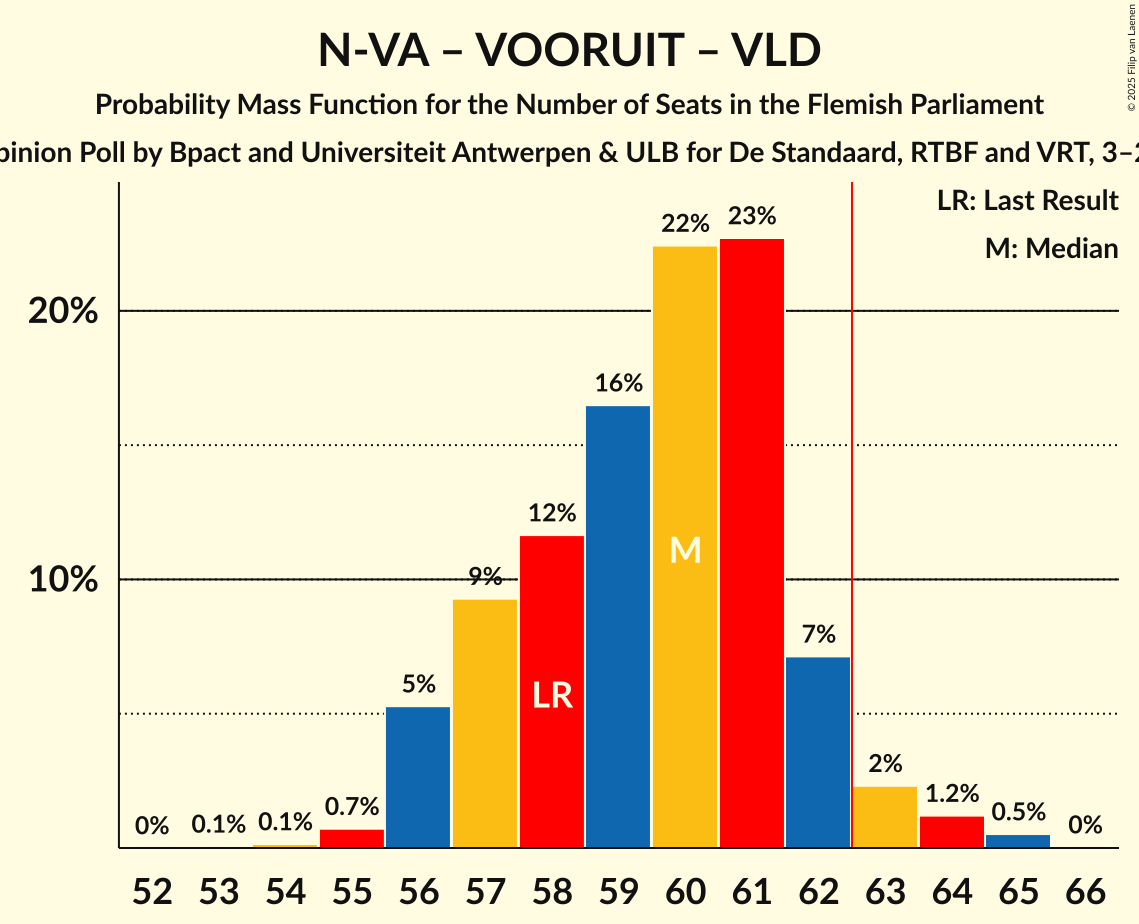 N-VA – VOORUIT – VLD
Probability Mass Function for the Number of Seats in the Flemish Parliament
pinion Poll by Bpact and Universiteit Antwerpen & ULB for De Standaard, RTBF and VRT, 3–2
© 2025 Filip van Laenen
LR: Last Result
M: Median
23%
22%
20%
16%
12%
M
10%
9%
7%
5%
LR
2%
0.7%
1.2%
0% 0.1% 0.1%
0.5% 0%
52 53 54 55 56 57 58 59 60 61 62 63 64 65 66